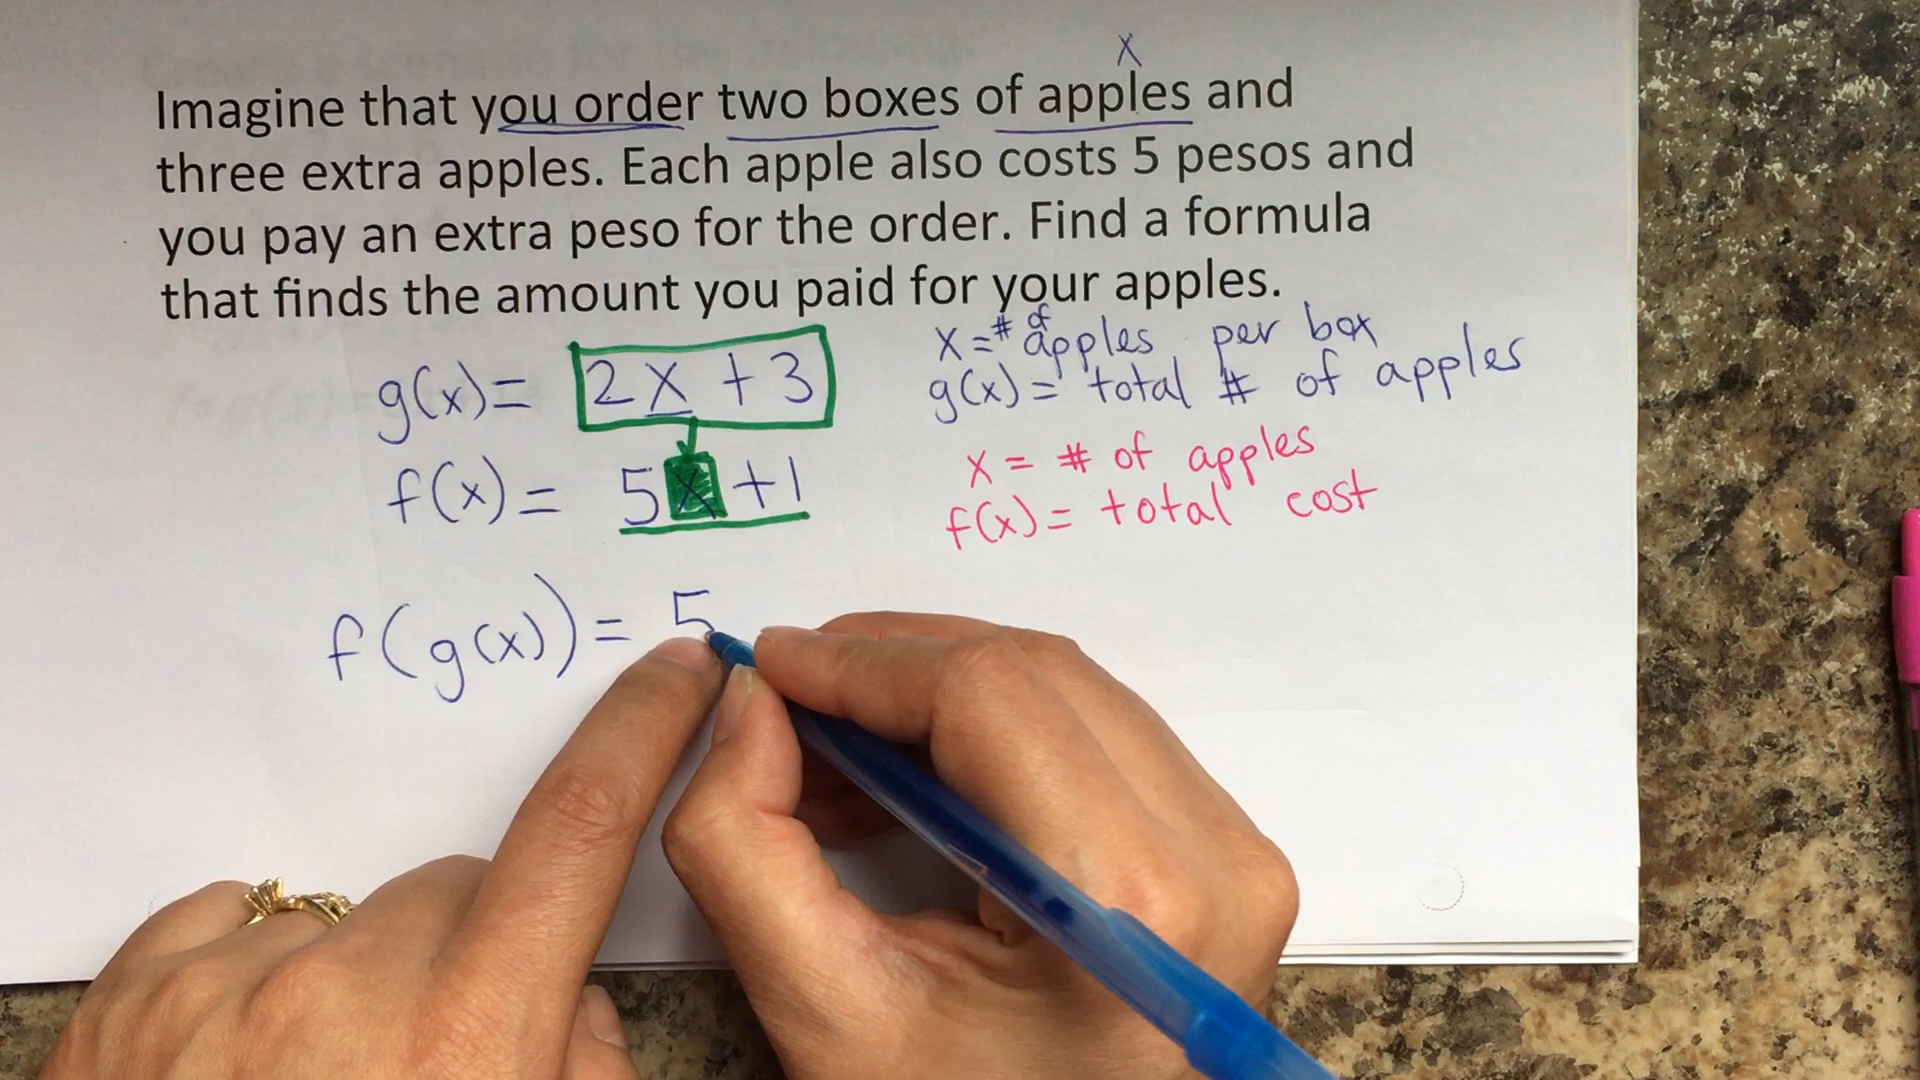 x
Imagine that you order two boxes of apples and
three extra apples. Each apple also costs 5 pesos and
you pay an extra peso for the order. Find a formula
that finds the amount you paid for your apples.
x = # of apples per box
g(x) = 2x + 3
g(x) = total # of apples
x = # of apples
f(x) = 5x +1
f(x) = total cost
f(g(x)) = 5